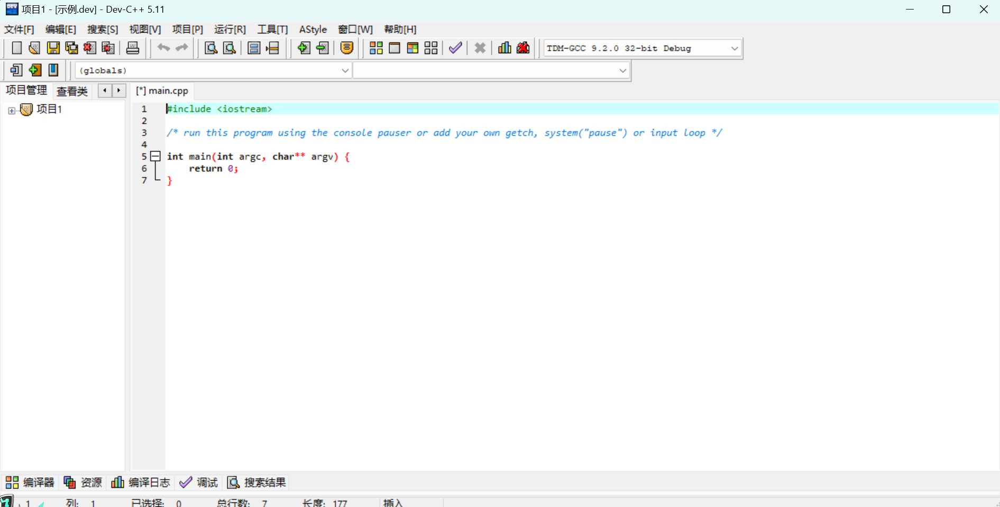 项目1 - [示例.dev] - Dev-C++ 5.11
文件[F] 编辑[E] 搜索[S] 视图[V] 项目[P] 运行[R] 工具[T] AStyle 窗口[W] 帮助[H]
TDM-GCC 9.2.0 32-bit Debug
(globals)
项目管理 查看类 [*] main.cpp
项目1
1 #include <iostream>
2
3 /* run this program using the console pauser or add your own getch, system("pause") or input loop */
4
5 int main(int argc, char** argv) {
6 return 0;
7 }
编译器 资源 编译日志 调试 搜索结果
1 列: 1 已选择: 0 总行数: 7 长度: 177 插入